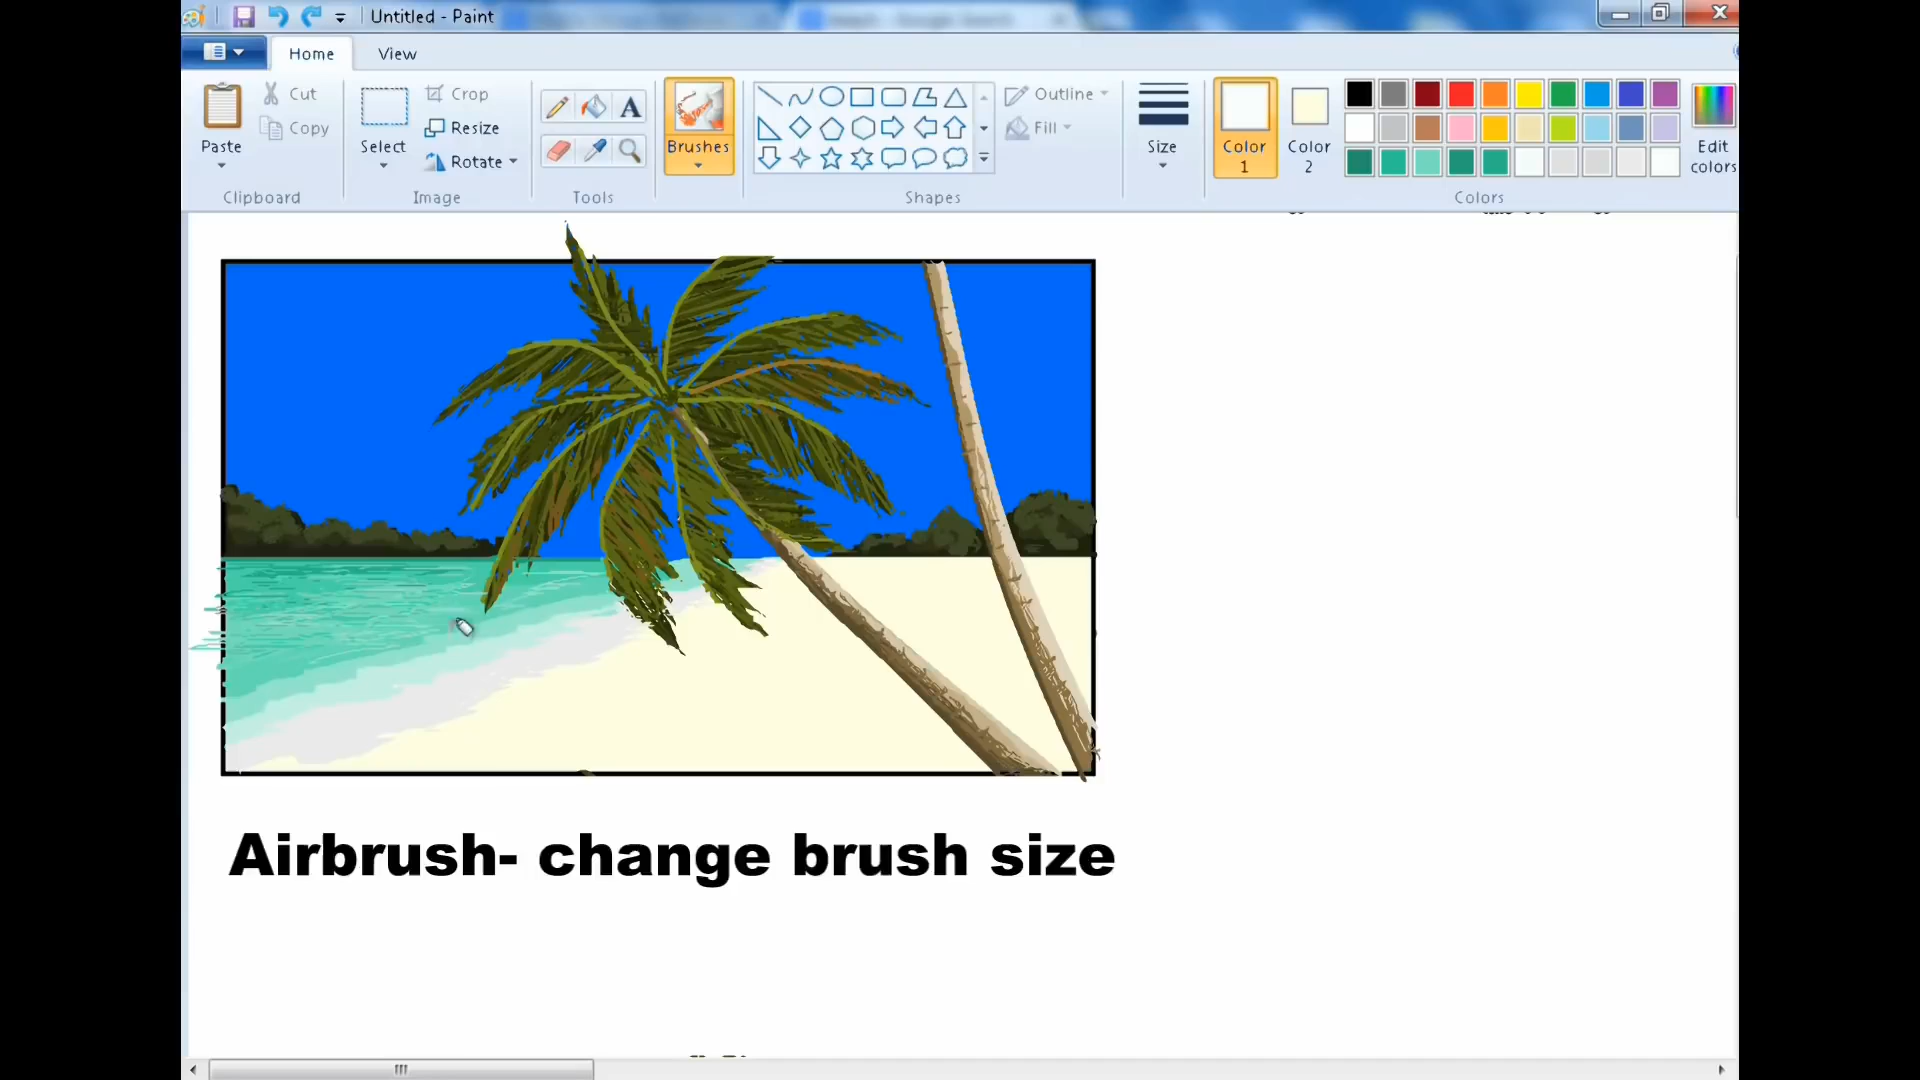 Untitled - Paint
Home View
Paste
Cut
Copy
Clipboard
Select
Crop
Resize
Rotate
Image
A
Tools
Brushes
Outline
Fill
Shapes
Size
Color 1
Color 2
Edit colors
Colors
Airbrush- change brush size